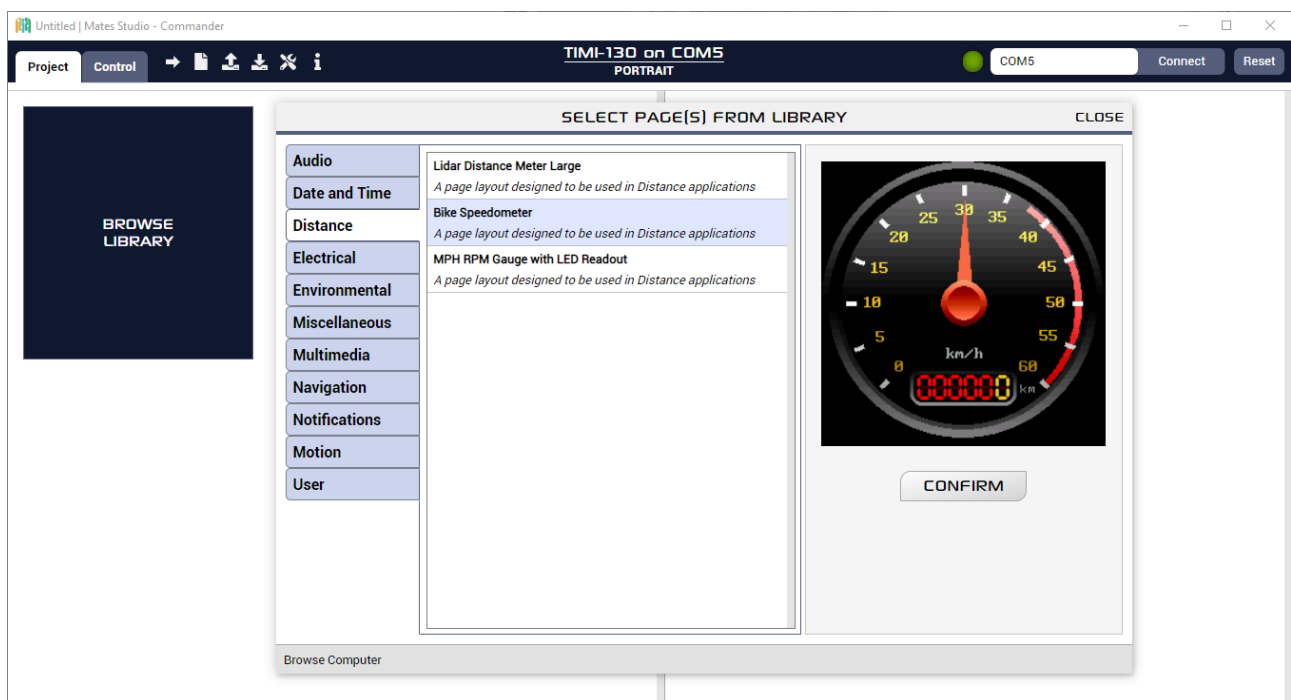 Untitled | Mates Studio - Commander
Project
Control
TIMI-130 on COM5
PORTRAIT
COM5
Connect
Reset
BROWSE
LIBRARY
SELECT PAGE(S) FROM LIBRARY
CLOSE
Audio
Date and Time
Distance
Electrical
Environmental
Miscellaneous
Multimedia
Navigation
Notifications
Motion
User
Lidar Distance Meter Large
A page layout designed to be used in Distance applications
Bike Speedometer
A page layout designed to be used in Distance applications
MPH RPM Gauge with LED Readout
A page layout designed to be used in Distance applications
0
5
10
15
20
25
30
35
40
45
50
55
60
km/h
000000 km
CONFIRM
Browse Computer